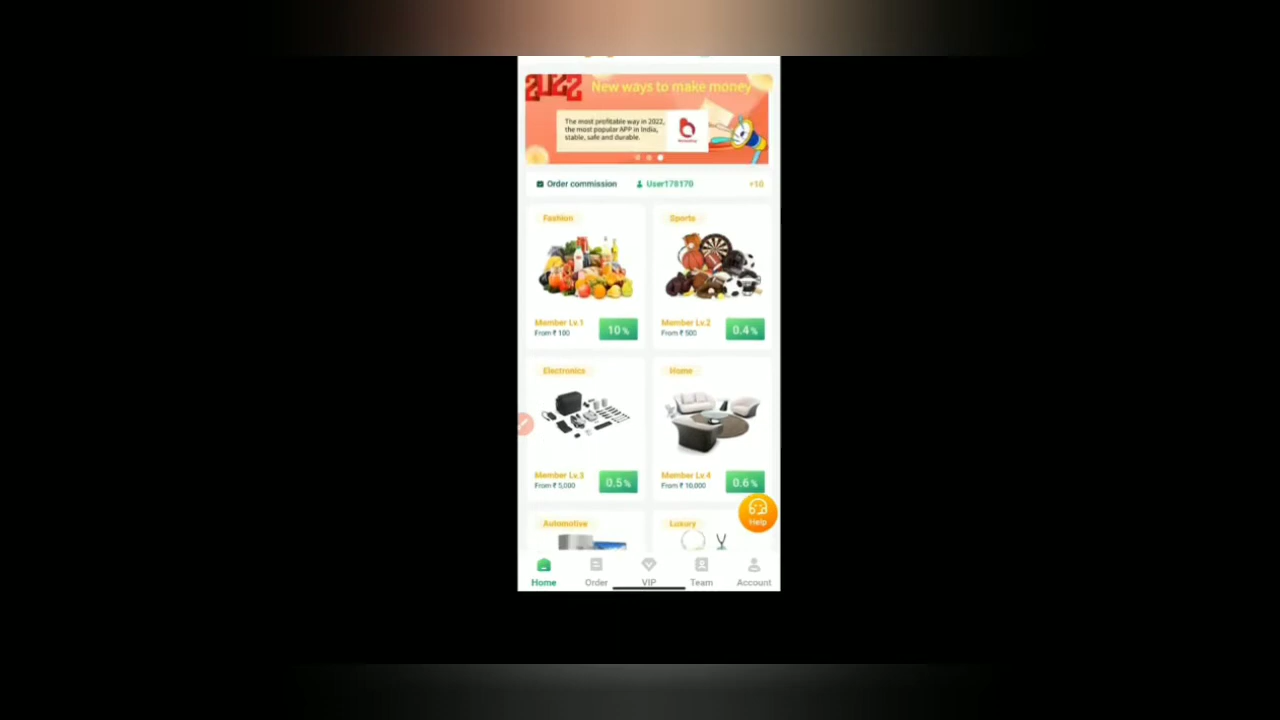 2022
New ways to make money
The most profitable way in 2022,
the most popular APP in India,
stable, safe and durable.
Order commission
User178170
+10
Fashion
Sports
Member Lv.1
From ₹ 100
10%
Member Lv.2
From ₹ 500
0.4%
Electronics
Home
Member Lv.3
From ₹ 5,000
0.5%
Member Lv.4
From ₹ 10,000
0.6%
Help
Automotive
Luxury
Home
Order
VIP
Team
Account